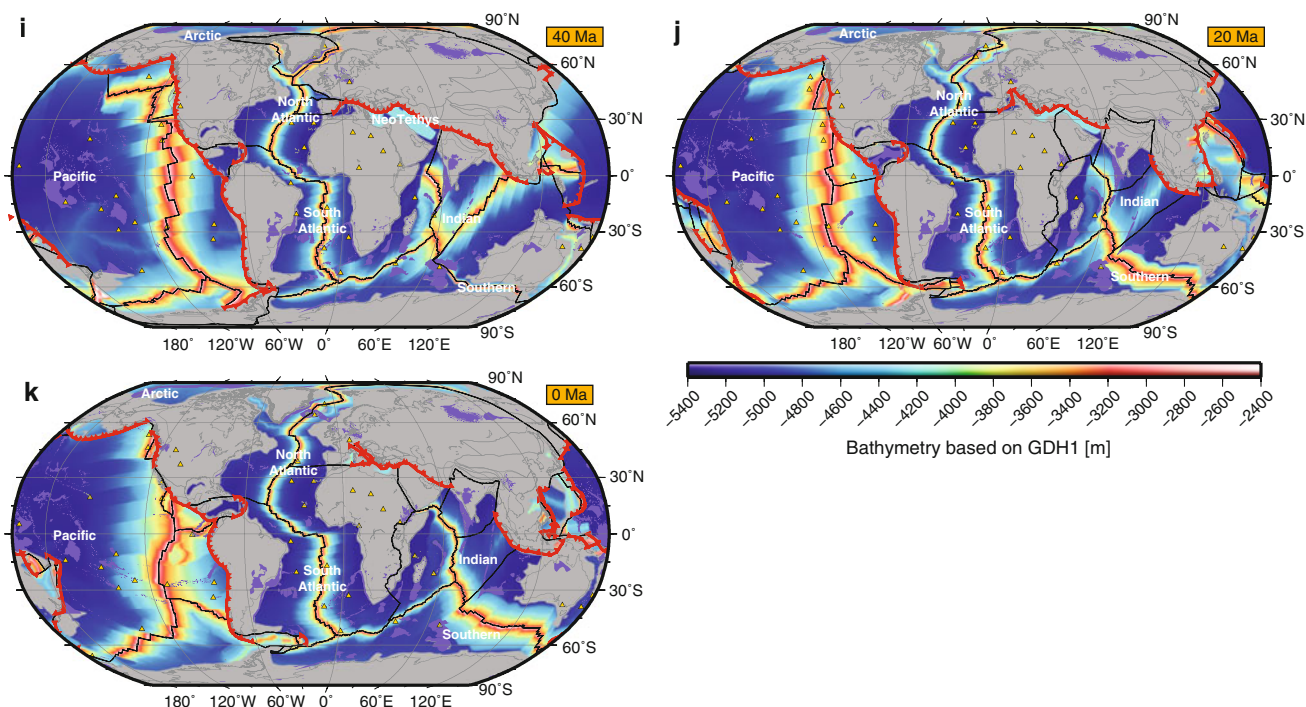 i
40 Ma
Arctic
90˚N
60˚N
North
Atlantic
NeoTethys
30˚N
Pacific
0˚
South
Atlantic
Indian
30˚S
Southern
60˚S
90˚S
180˚ 120˚W 60˚W 0˚ 60˚E 120˚E
j
20 Ma
Arctic
90˚N
60˚N
North
Atlantic
30˚N
Pacific
0˚
Indian
South
Atlantic
30˚S
Southern
60˚S
90˚S
180˚ 120˚W 60˚W 0˚ 60˚E 120˚E
−5400 −5200 −5000 −4800 −4600 −4400 −4200 −4000 −3800 −3600 −3400 −3200 −3000 −2800 −2600 −2400
Bathymetry based on GDH1 [m]
k
0 Ma
Arctic
90˚N
60˚N
North
Atlantic
30˚N
Pacific
0˚
Indian
South
Atlantic
30˚S
Southern
60˚S
90˚S
180˚ 120˚W 60˚W 0˚ 60˚E 120˚E